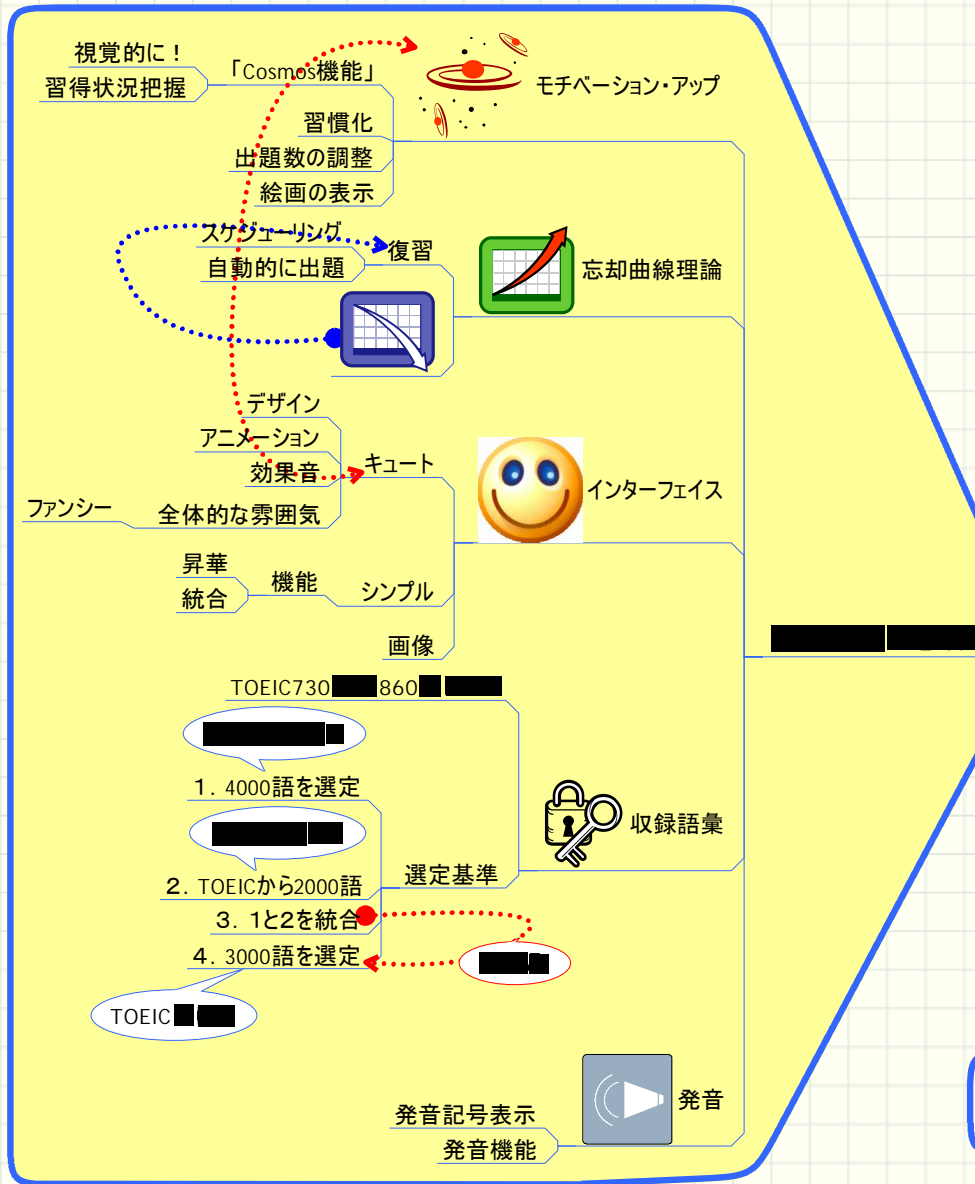 視覚的に！
習得状況把握
「Cosmos機能」
習慣化
出題数の調整
絵画の表示
モチベーション・アップ
スケジューリング
自動的に出題
復習
忘却曲線理論
デザイン
アニメーション
効果音
ファンシー
全体的な雰囲気
キュート
昇華
統合
機能
シンプル
画像
インターフェイス
TOEIC730 860
１．4000語を選定
２．TOEICから2000語
３．１と２を統合
４．3000語を選定
TOEIC
選定基準
収録語彙
発音記号表示
発音機能
発音